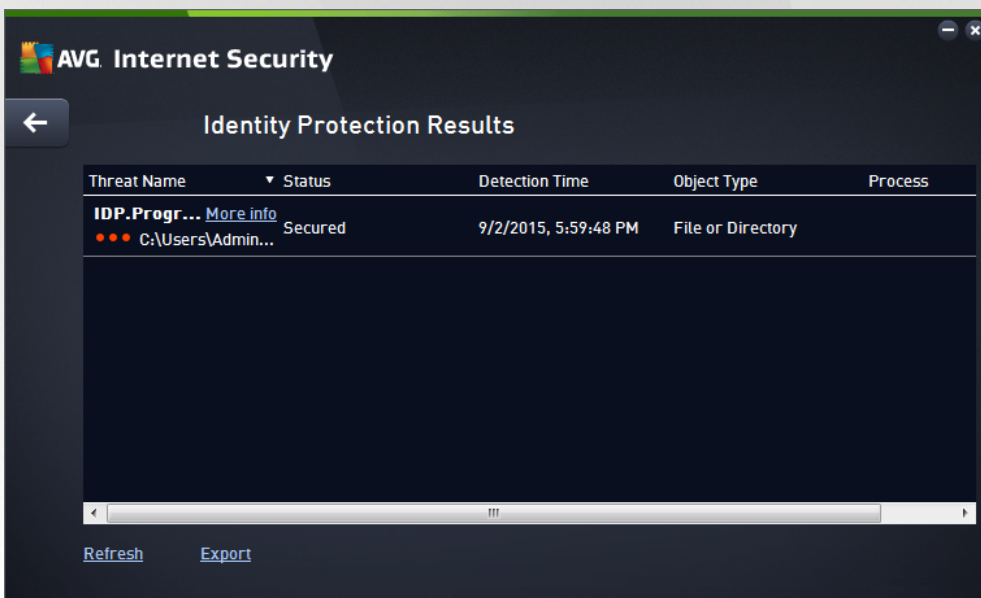 AVG Internet Security
Identity Protection Results
Threat Name Status Detection Time Object Type Process
IDP.Progr... More info
C:\Users\Admin...
Secured 9/2/2015, 5:59:48 PM File or Directory
Refresh Export